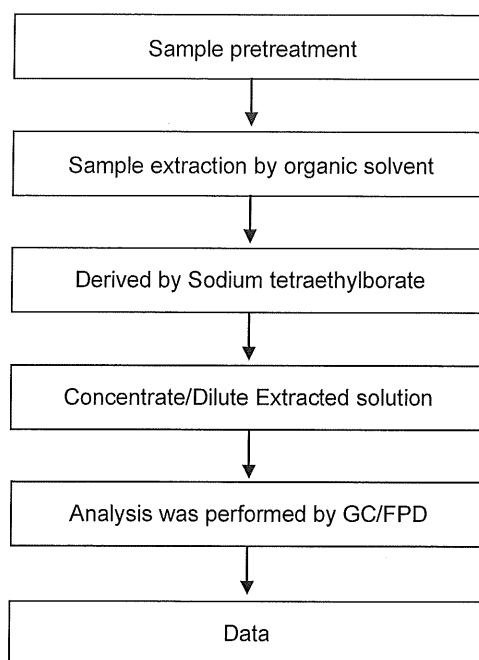 Sample pretreatment
Sample extraction by organic solvent
Derived by Sodium tetraethylborate
Concentrate/Dilute Extracted solution
Analysis was performed by GC/FPD
Data